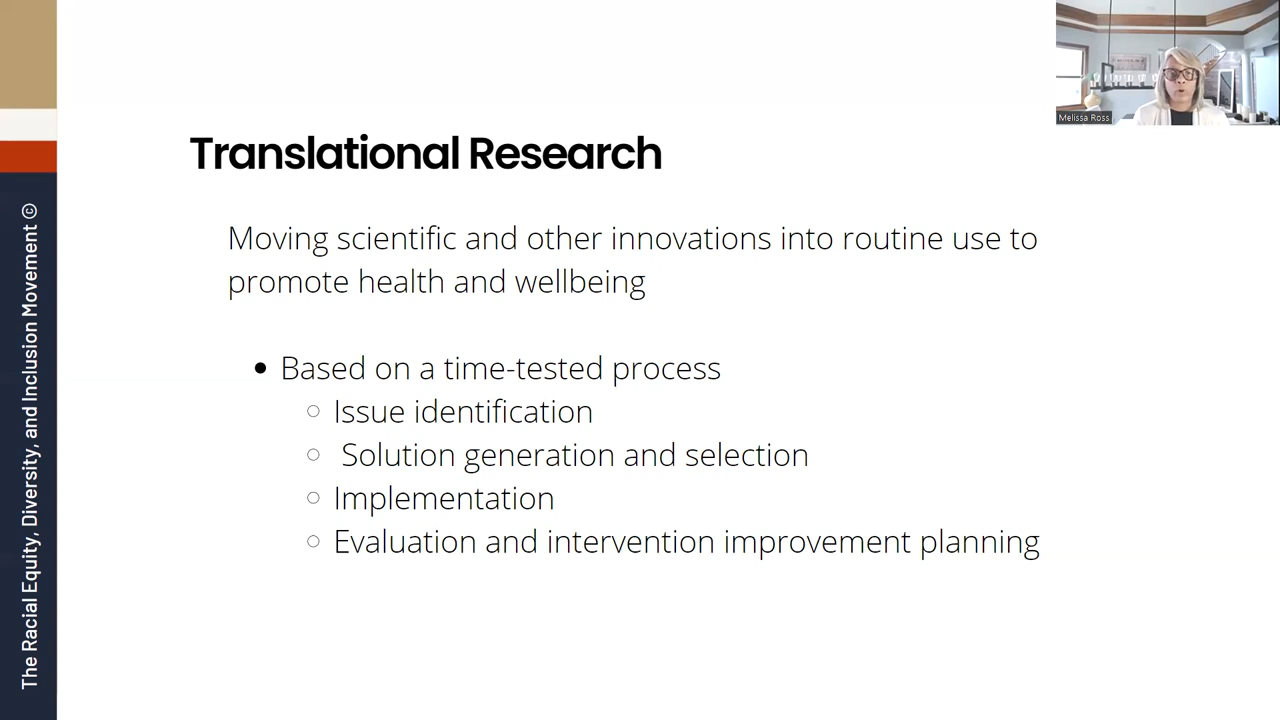 Translational Research
Moving scientific and other innovations into routine use to
promote health and wellbeing
Based on a time-tested process
Issue identification
Solution generation and selection
Implementation
Evaluation and intervention improvement planning
The Racial Equity, Diversity, and Inclusion Movement ©
Melissa Ross